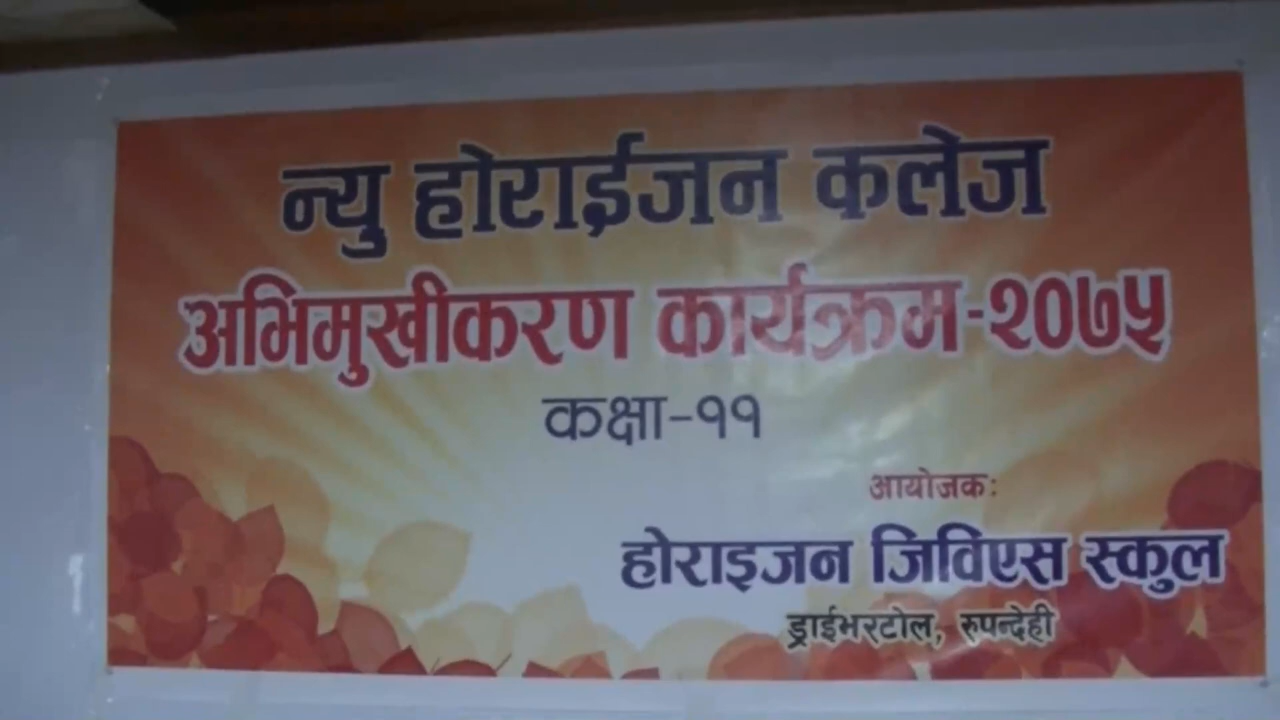 न्यु होराईजन कलेज
अभिमुखीकरण कार्यक्रम-२०७५
कक्षा-११
आयोजकः
होराइजन जिविएस स्कुल
ड्राईभरटोल, रुपन्देही